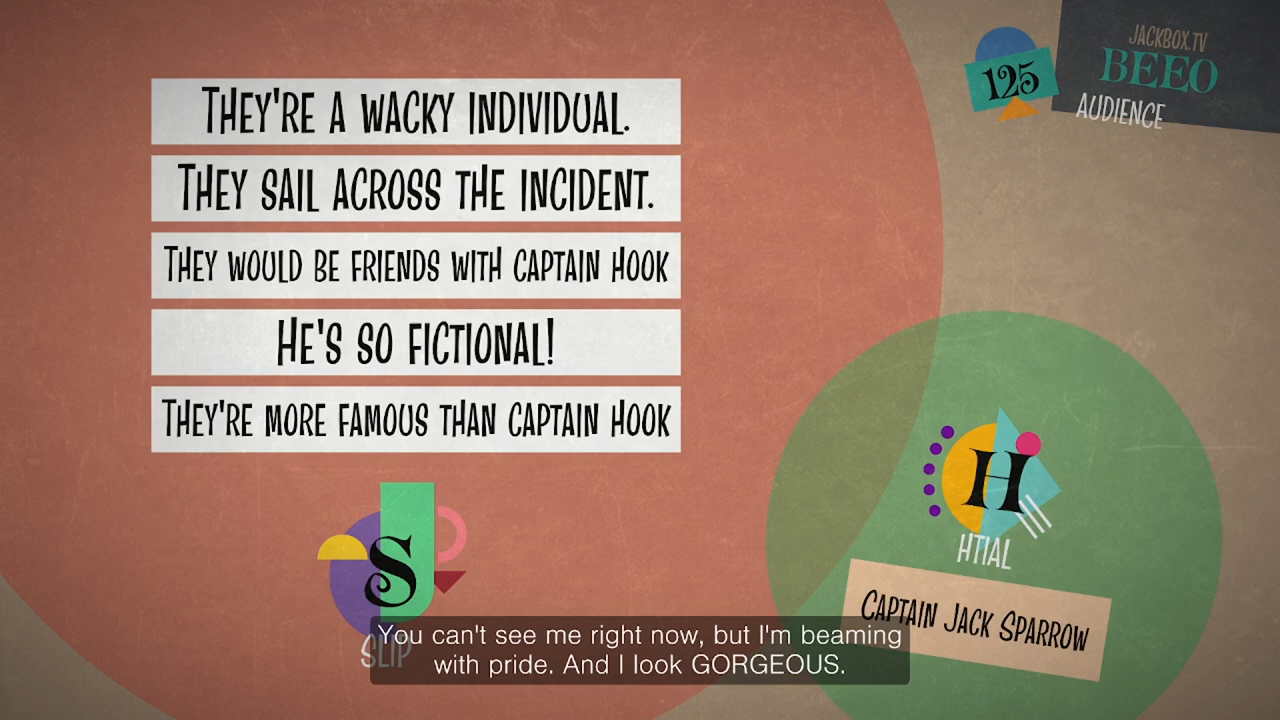 JACKBOX.TV
BEEO
125
AUDIENCE
THEY'RE A WACKY INDIVIDUAL.
THEY SAIL ACROSS THE INCIDENT.
THEY WOULD BE FRIENDS WITH CAPTAIN HOOK
HE'S SO FICTIONAL!
THEY'RE MORE FAMOUS THAN CAPTAIN HOOK
H
HTIAL
CAPTAIN JACK SPARROW
S
SLIP
You can't see me right now, but I'm beaming
with pride. And I look GORGEOUS.